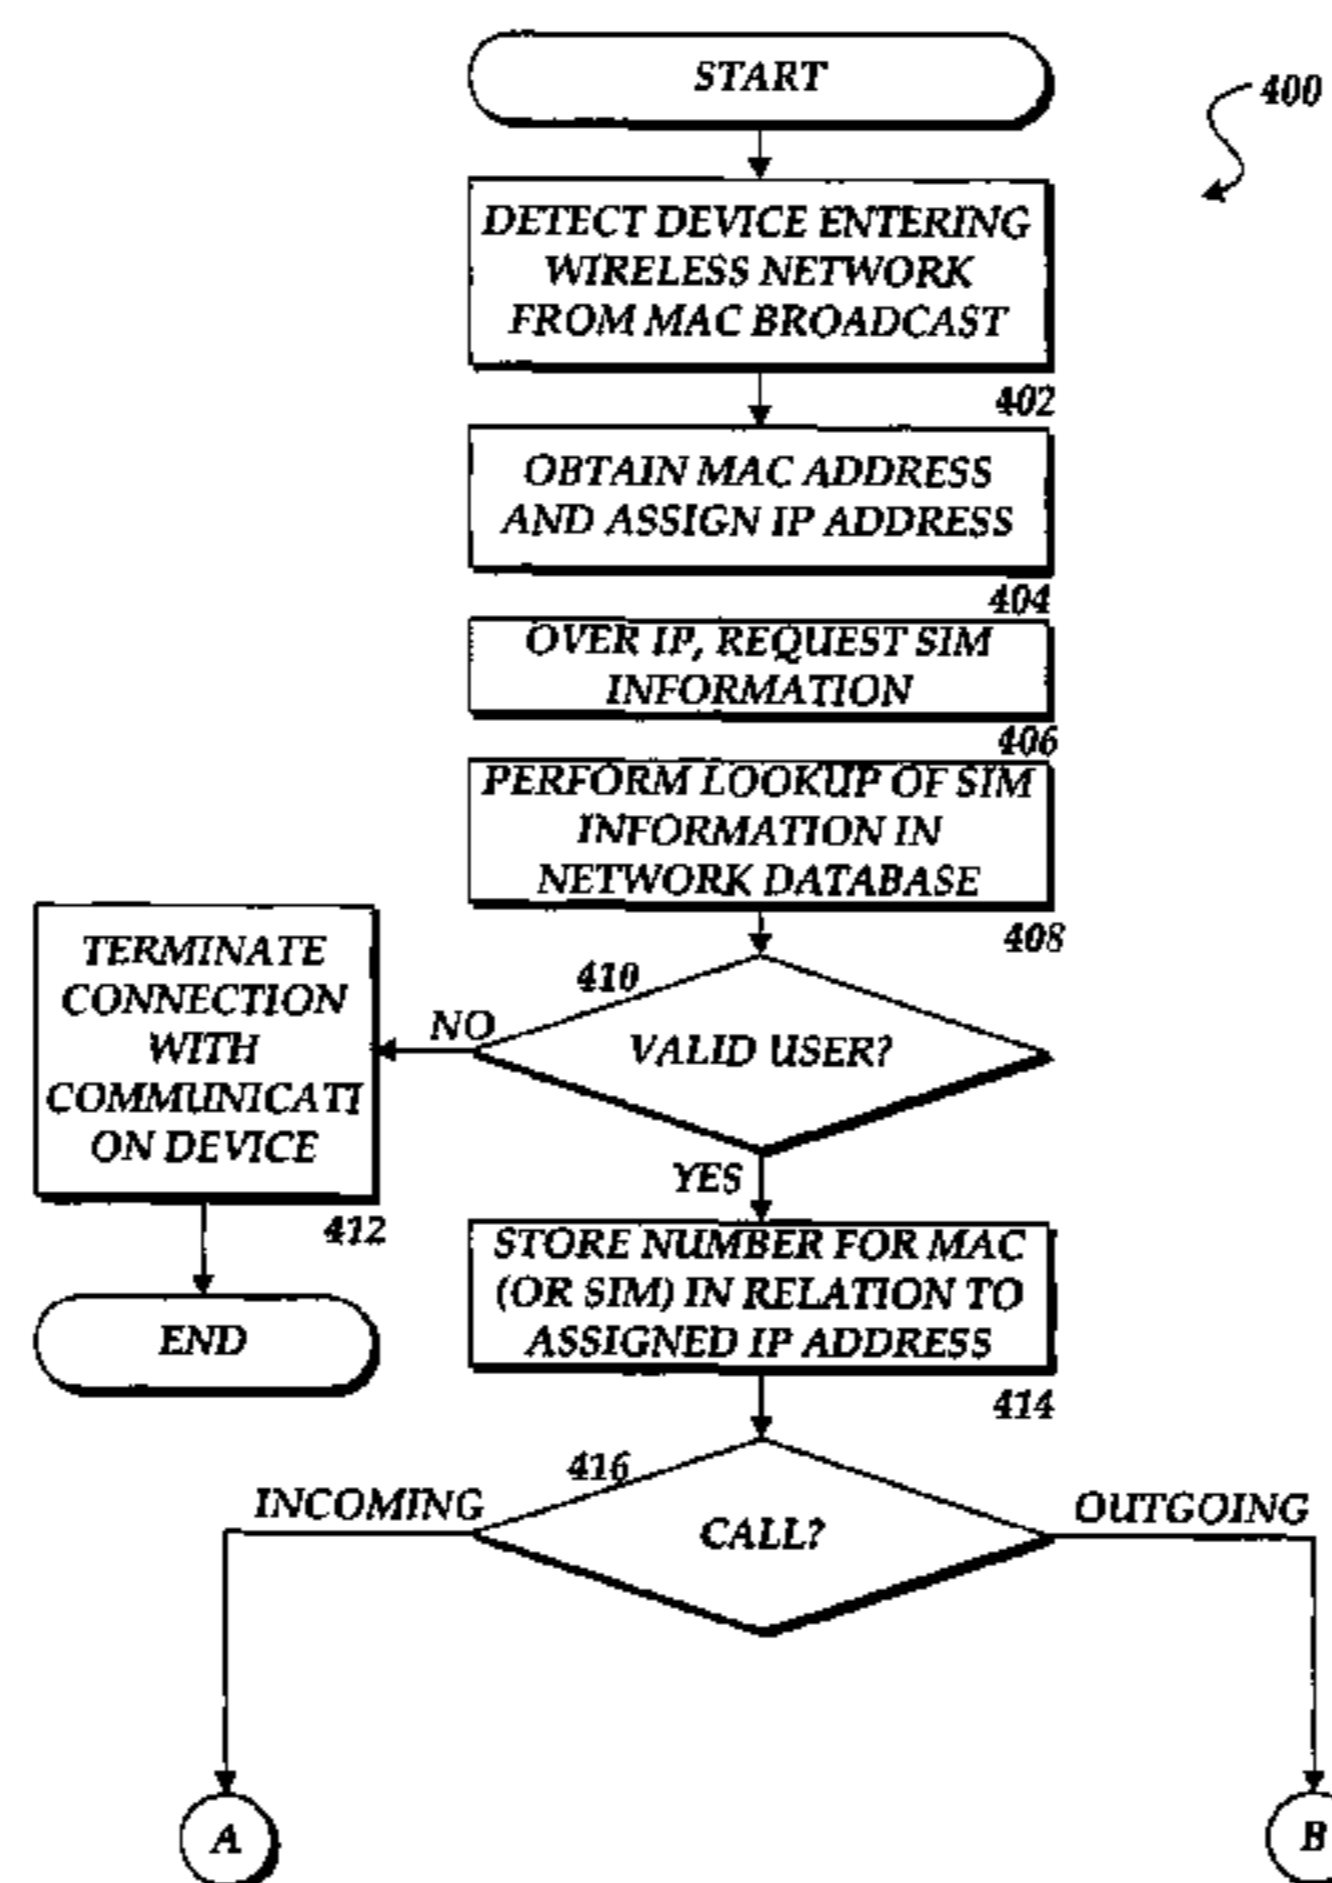 START
400
DETECT DEVICE ENTERING
WIRELESS NETWORK
FROM MAC BROADCAST
402
OBTAIN MAC ADDRESS
AND ASSIGN IP ADDRESS
404
OVER IP, REQUEST SIM
INFORMATION
406
PERFORM LOOKUP OF SIM
INFORMATION IN
NETWORK DATABASE
408
410
VALID USER?
NO
TERMINATE
CONNECTION
WITH
COMMUNICATI
ON DEVICE
412
END
YES
STORE NUMBER FOR MAC
(OR SIM) IN RELATION TO
ASSIGNED IP ADDRESS
414
416
CALL?
INCOMING
OUTGOING
A
B